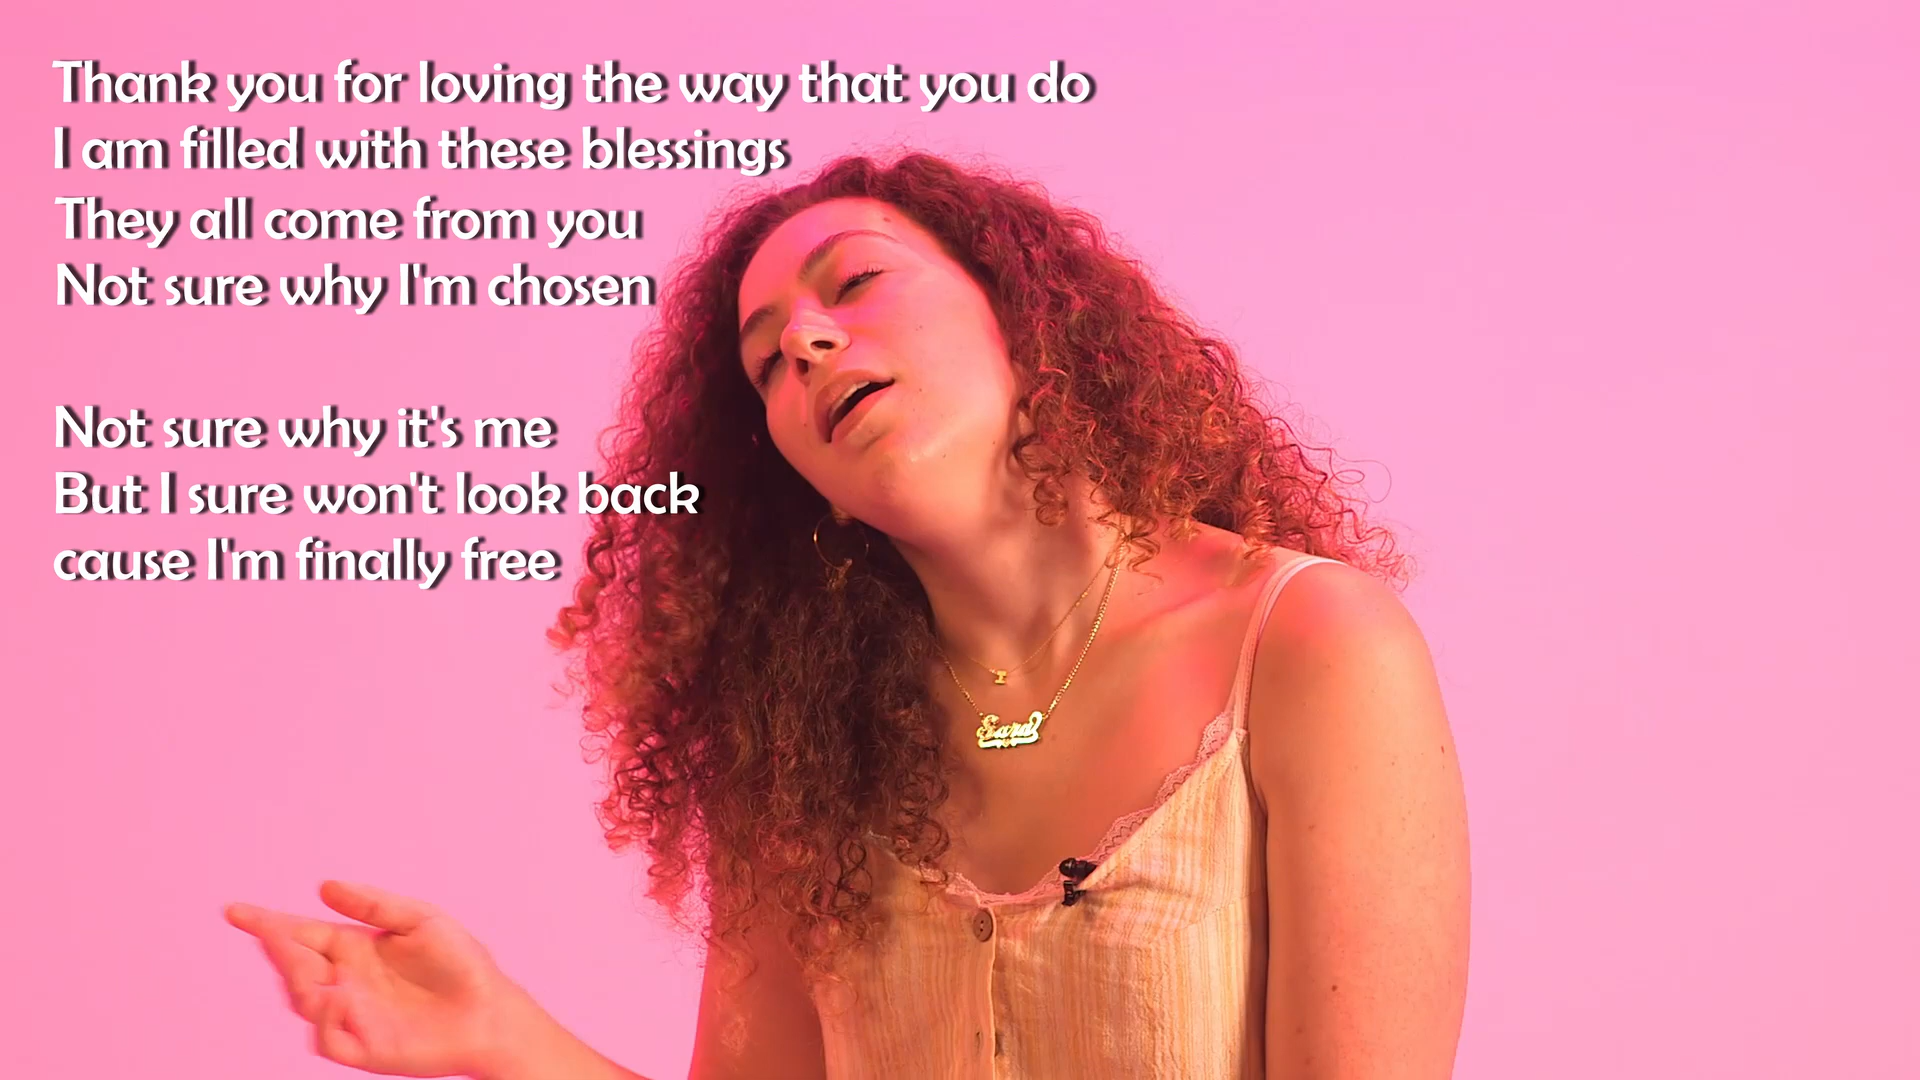 Thank you for loving the way that you do
I am filled with these blessings
They all come from you
Not sure why I'm chosen
Not sure why it's me
But I sure won't look back
cause I'm finally free
I
Sara